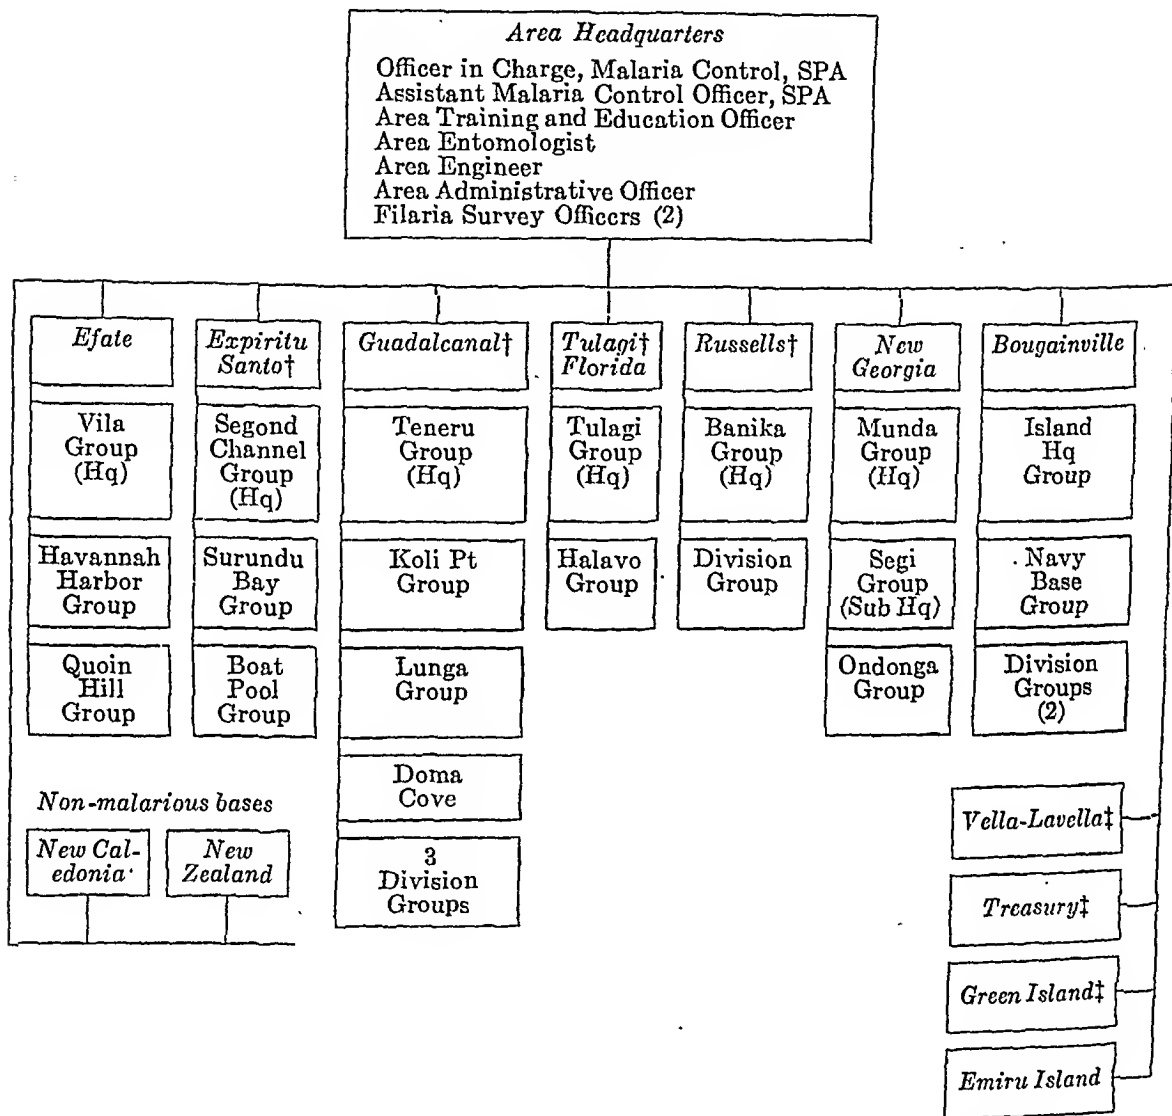 Area Headquarters
Officer in Charge, Malaria Control, SPA
Assistant Malaria Control Officer, SPA
Area Training and Education Officer
Area Entomologist
Area Engineer
Area Administrative Officer
Filaria Survey Officers (2)
Efate
Vila
Group
(Hq)
Havannah
Harbor
Group
Quoin
Hill
Group
Expiritu
Santo†
Segond
Channel
Group
(Hq)
Surundu
Bay
Group
Boat
Pool
Group
Guadalcanal†
Teneru
Group
(Hq)
Koli Pt
Group
Lunga
Group
Doma
Cove
3
Division
Groups
Tulagi†
Florida
Tulagi
Group
(Hq)
Halavo
Group
Russells†
Banika
Group
(Hq)
Division
Group
New
Georgia
Munda
Group
(Hq)
Segi
Group
(Sub Hq)
Ondonga
Group
Bougainville
Island
Hq
Group
Navy
Base
Group
Division
Groups
(2)
Non-malarious bases
New Cal-
edonia
New
Zealand
Vella-Lavella‡
Treasury‡
Green Island‡
Emiru Island